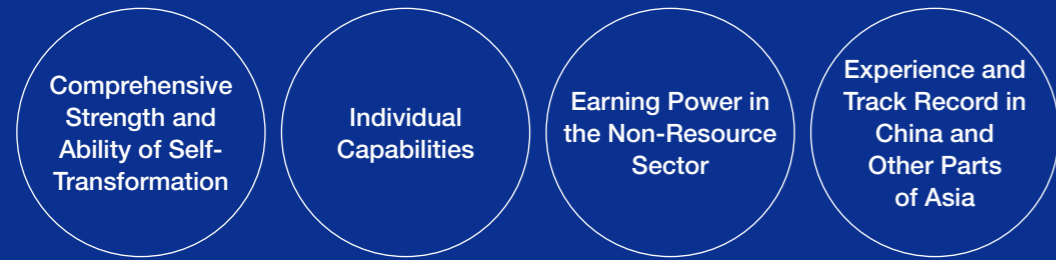 Comprehensive
Strength and
Ability of Self-
Transformation
Individual
Capabilities
Earning Power in
the Non-Resource
Sector
Experience and
Track Record in
China and
Other Parts
of Asia